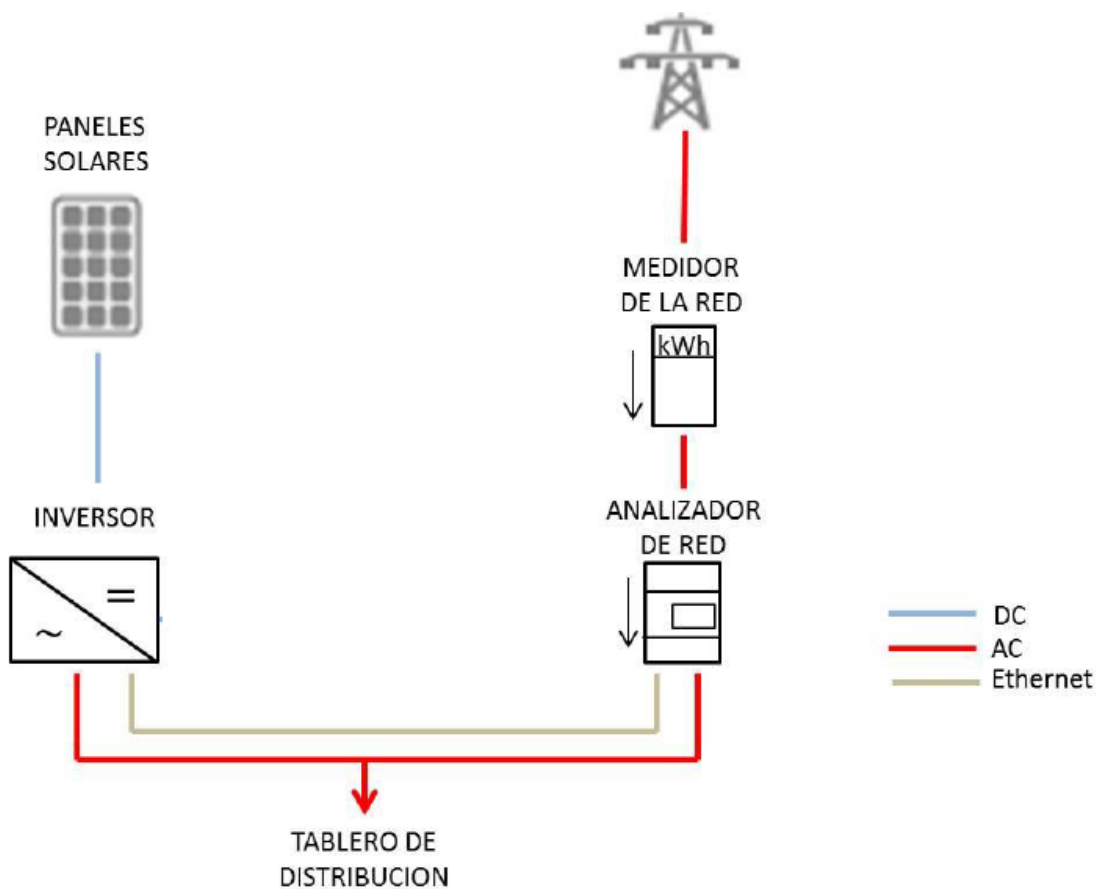 PANELES
SOLARES
MEDIDOR
DE LA RED
kWh
INVERSOR
=
~
ANALIZADOR
DE RED
DC
AC
Ethernet
TABLERO DE
DISTRIBUCION